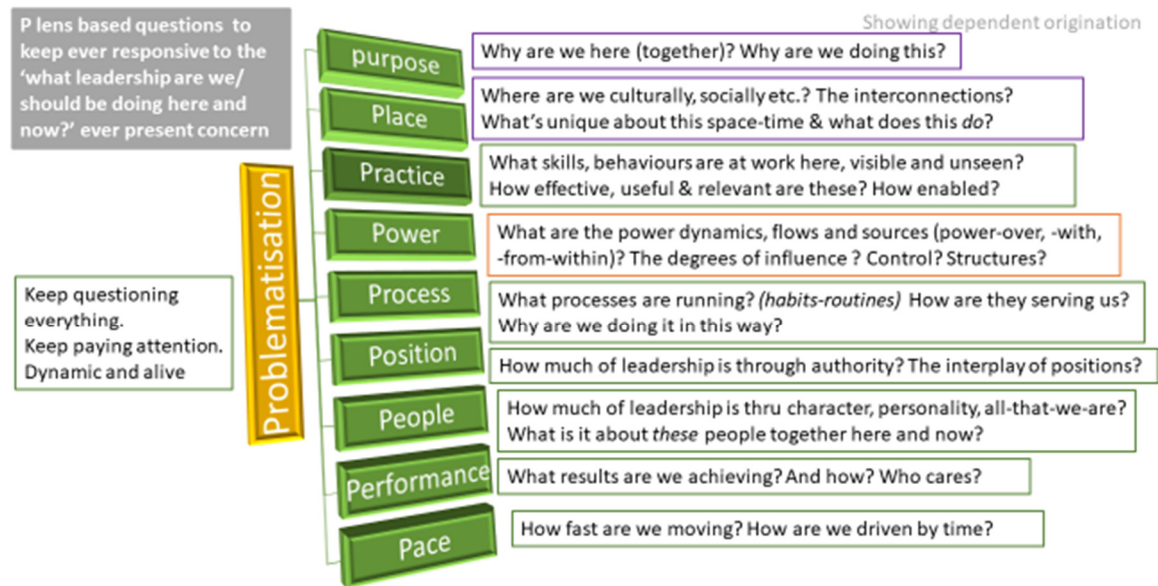 P lens based questions to
keep ever responsive to the
‘what leadership are we/
should be doing here and
now?’ ever present concern
Showing dependent origination
Problematisation
Keep questioning
everything.
Keep paying attention.
Dynamic and alive
purpose
Why are we here (together)? Why are we doing this?
Place
Where are we culturally, socially etc.? The interconnections?
What’s unique about this space-time & what does this do?
Practice
What skills, behaviours are at work here, visible and unseen?
How effective, useful & relevant are these? How enabled?
Power
What are the power dynamics, flows and sources (power-over, -with,
-from-within)? The degrees of influence ? Control? Structures?
Process
What processes are running? (habits-routines) How are they serving us?
Why are we doing it in this way?
Position
How much of leadership is through authority? The interplay of positions?
People
How much of leadership is thru character, personality, all-that-we-are?
What is it about these people together here and now?
Performance
What results are we achieving? And how? Who cares?
Pace
How fast are we moving? How are we driven by time?